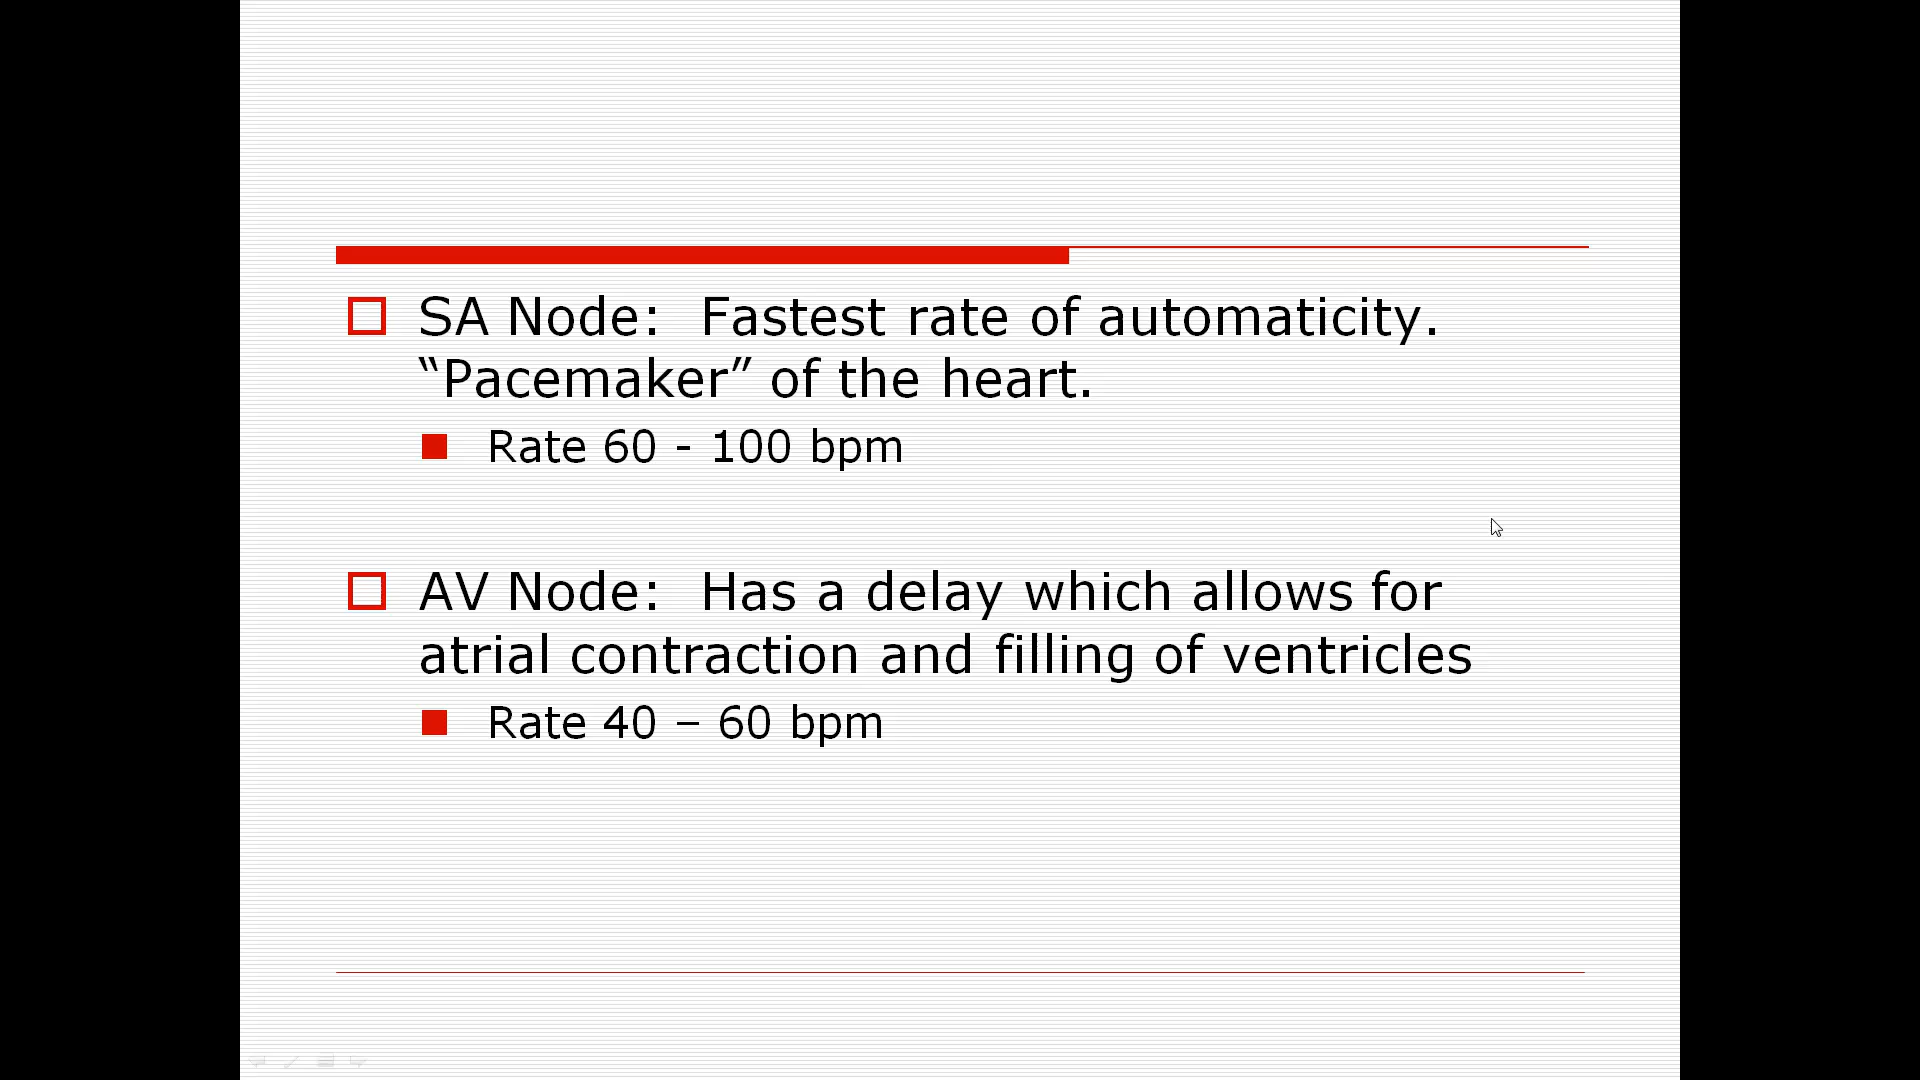 SA Node:  Fastest rate of automaticity.
“Pacemaker” of the heart.
Rate 60 - 100 bpm
AV Node:  Has a delay which allows for
atrial contraction and filling of ventricles
Rate 40 – 60 bpm